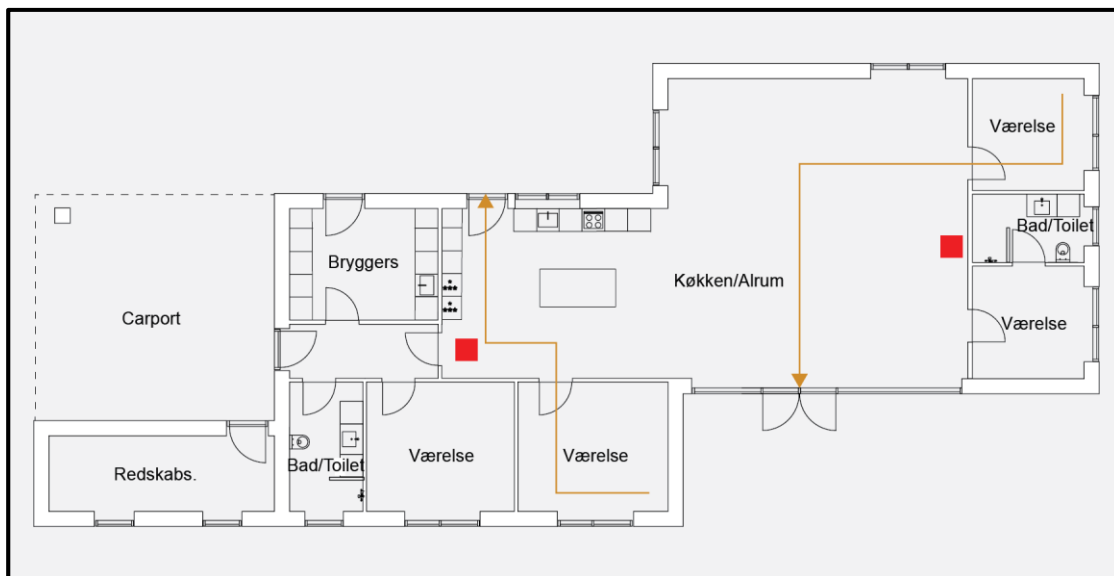 Værelse
Bad/Toilet
Bryggers
Køkken/Alrum
Carport
Værelse
Bad/Toilet
Værelse
Værelse
Redskabs.